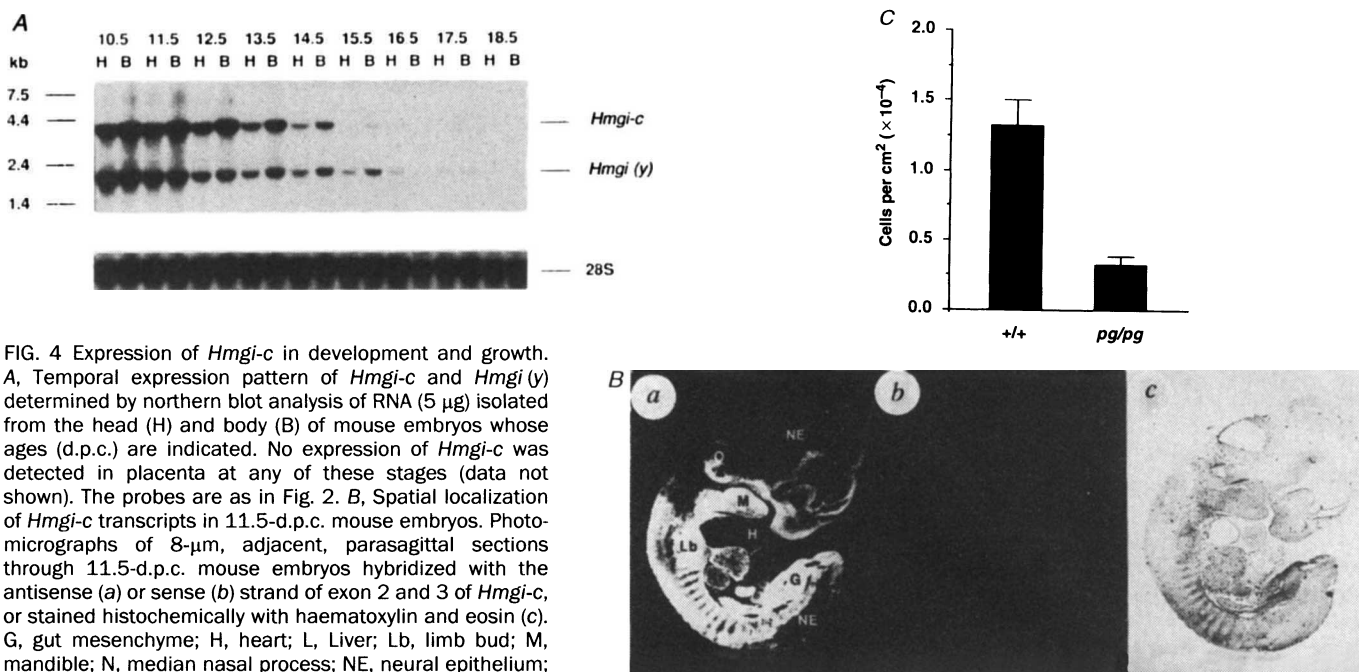 A
10.5 11.5 12.5 13.5 14.5 15.5 16 5 17.5 18.5
kb H B H B H B H B H B H B H B H B H B
7.5
4.4 Hmgi-c
2.4 Hmgi (y)
1.4
28S
C
2.0
1.5
1.0
0.5
0.0
Cells per cm² (× 10⁻⁴)
+/+ pg/pg
FIG. 4 Expression of Hmgi-c in development and growth.
A, Temporal expression pattern of Hmgi-c and Hmgi (y)
determined by northern blot analysis of RNA (5 μg) isolated
from the head (H) and body (B) of mouse embryos whose
ages (d.p.c.) are indicated. No expression of Hmgi-c was
detected in placenta at any of these stages (data not
shown). The probes are as in Fig. 2. B, Spatial localization
of Hmgi-c transcripts in 11.5-d.p.c. mouse embryos. Photo-
micrographs of 8-μm, adjacent, parasagittal sections
through 11.5-d.p.c. mouse embryos hybridized with the
antisense (a) or sense (b) strand of exon 2 and 3 of Hmgi-c,
or stained histochemically with haematoxylin and eosin (c).
G, gut mesenchyme; H, heart; L, Liver; Lb, limb bud; M,
mandible; N, median nasal process; NE, neural epithelium;
B
a b c
NE
M
H
Lb
G
NE